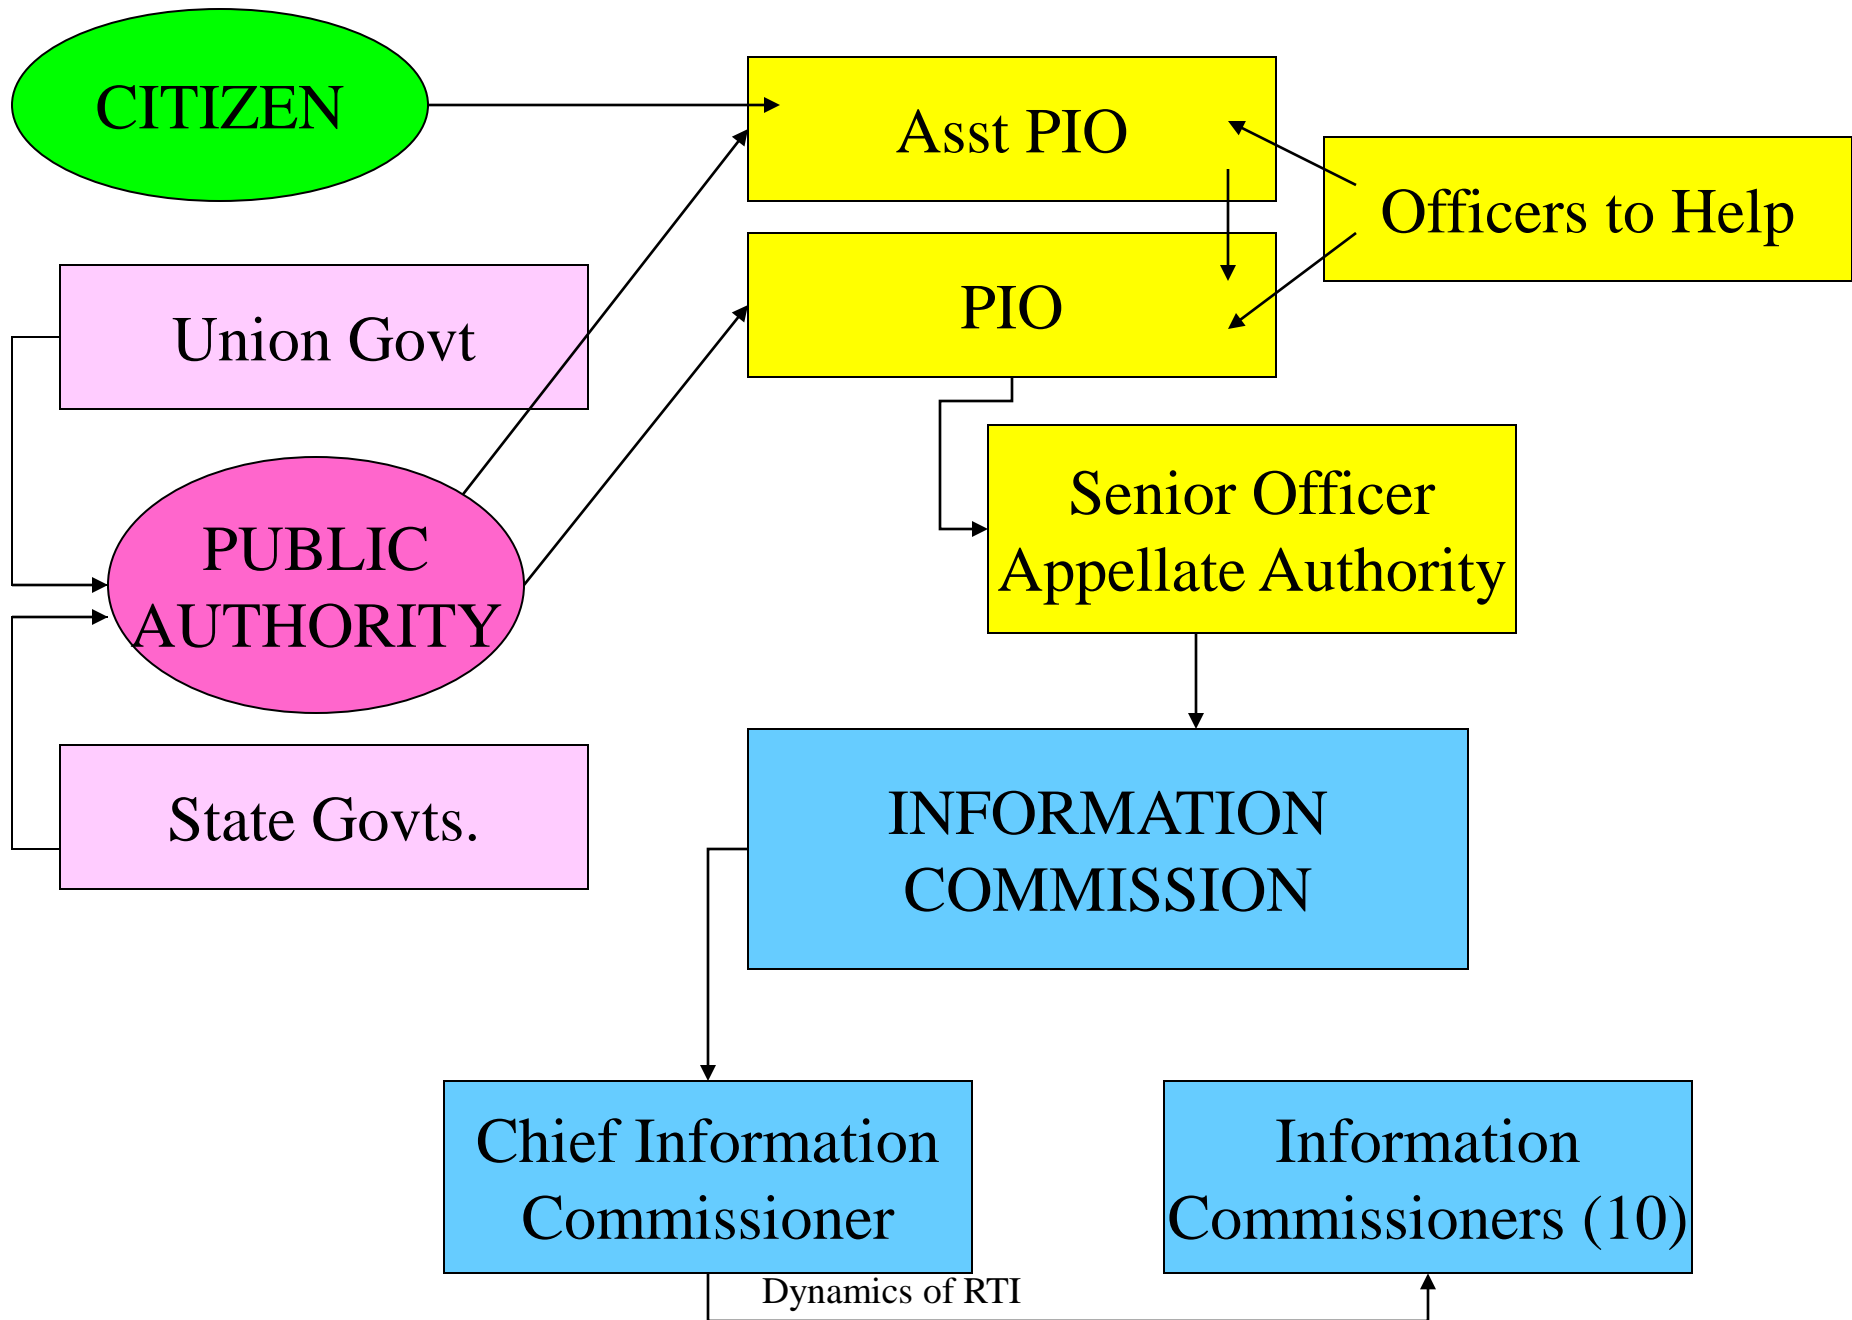 CITIZEN
Asst PIO
Officers to Help
Union Govt
PIO
Senior Officer
Appellate Authority
PUBLIC
AUTHORITY
State Govts.
INFORMATION
COMMISSION
Chief Information
Commissioner
Information
Commissioners (10)
Dynamics of RTI